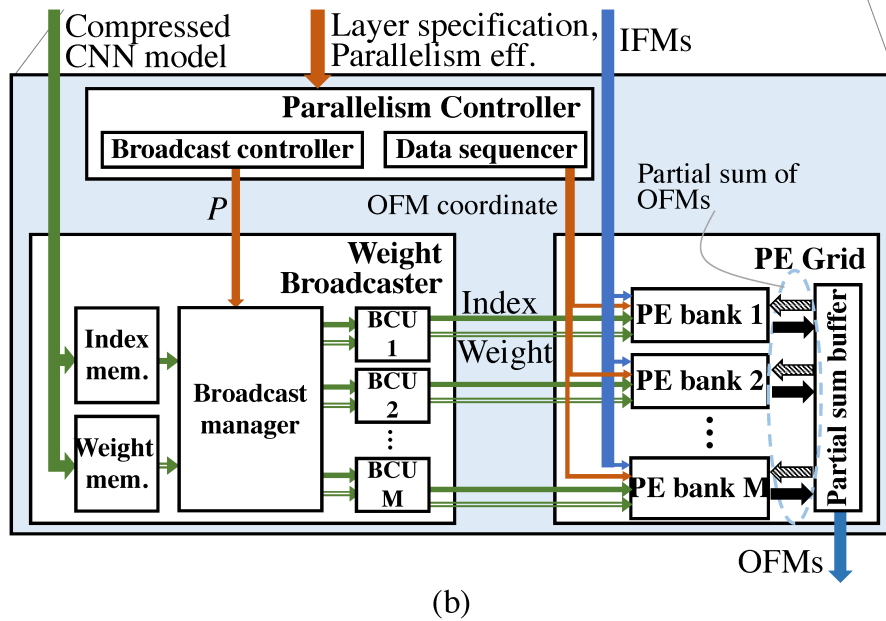 Compressed
CNN model
Layer specification,
Parallelism eff.
IFMs
Parallelism Controller
Broadcast controller
Data sequencer
P
OFM coordinate
Partial sum of
OFMs
Weight
Broadcaster
PE Grid
Index
mem.
Weight
mem.
Broadcast
manager
BCU
1
BCU
2
...
BCU
M
Index
Weight
PE bank 1
PE bank 2
...
PE bank M
Partial sum buffer
OFMs
(b)